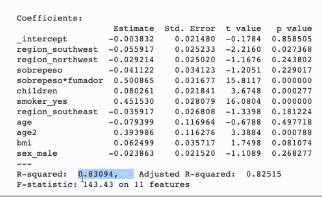 Coefficients:
Estimate Std. Error t value p value
_intercept -0.003832 0.021480 -0.1784 0.858505
region_southwest -0.055917 0.025233 -2.2160 0.027368
region_northwest -0.029214 0.025020 -1.1676 0.243802
sobrepeso -0.041122 0.034123 -1.2051 0.229017
sobrepeso*fumador 0.500865 0.031677 15.8117 0.000000
children 0.080261 0.021841 3.6748 0.000277
smoker_yes 0.451530 0.028079 16.0804 0.000000
region_southeast -0.035917 0.026808 -1.3398 0.181224
age -0.079399 0.116964 -0.6788 0.497718
age2 0.393986 0.116276 3.3884 0.000788
bmi 0.062499 0.035717 1.7498 0.081074
sex_male -0.023863 0.021520 -1.1089 0.268277
---
R-squared: 0.83094, Adjusted R-squared: 0.82515
F-statistic: 143.43 on 11 features